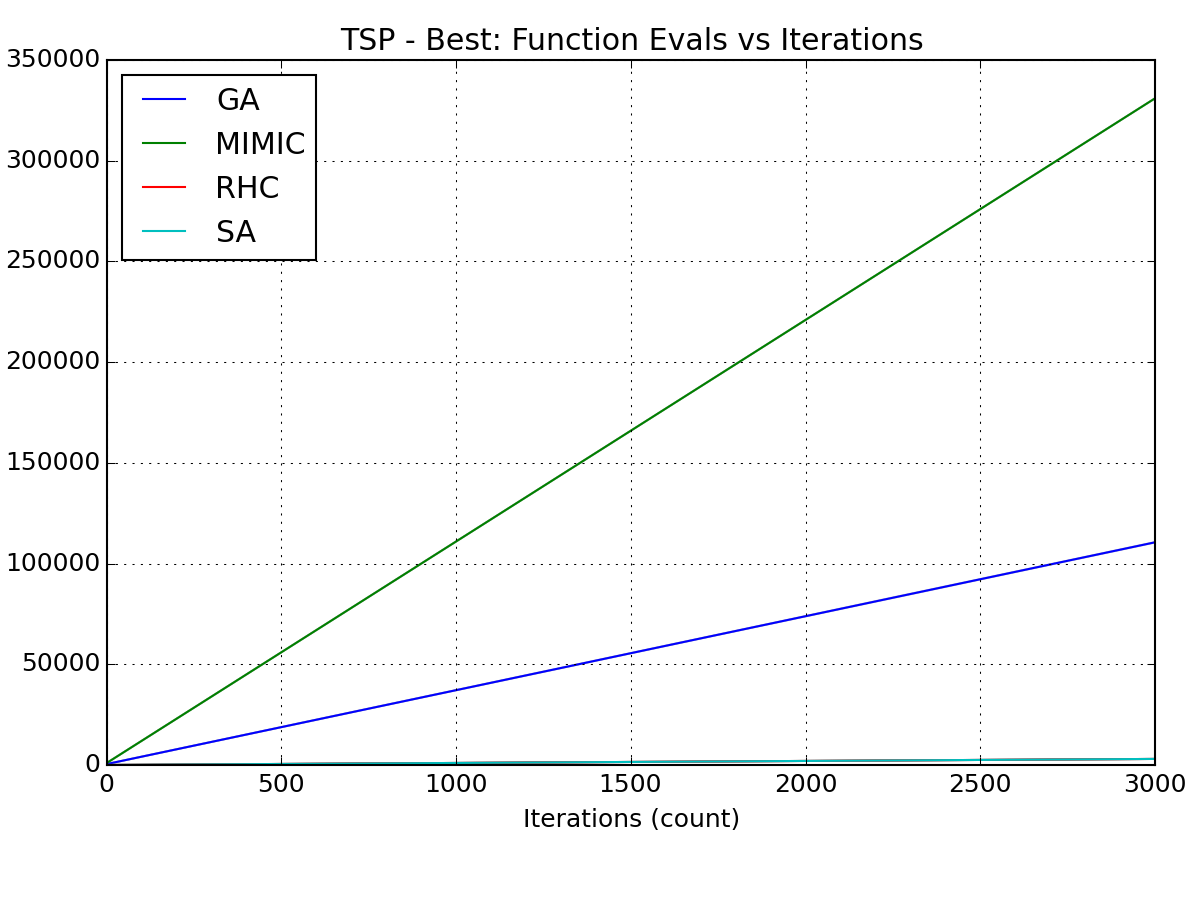 TSP - Best: Function Evals vs Iterations
350000
300000
250000
200000
150000
100000
50000
0
GA
MIMIC
RHC
SA
0 500 1000 1500 2000 2500 3000
Iterations (count)